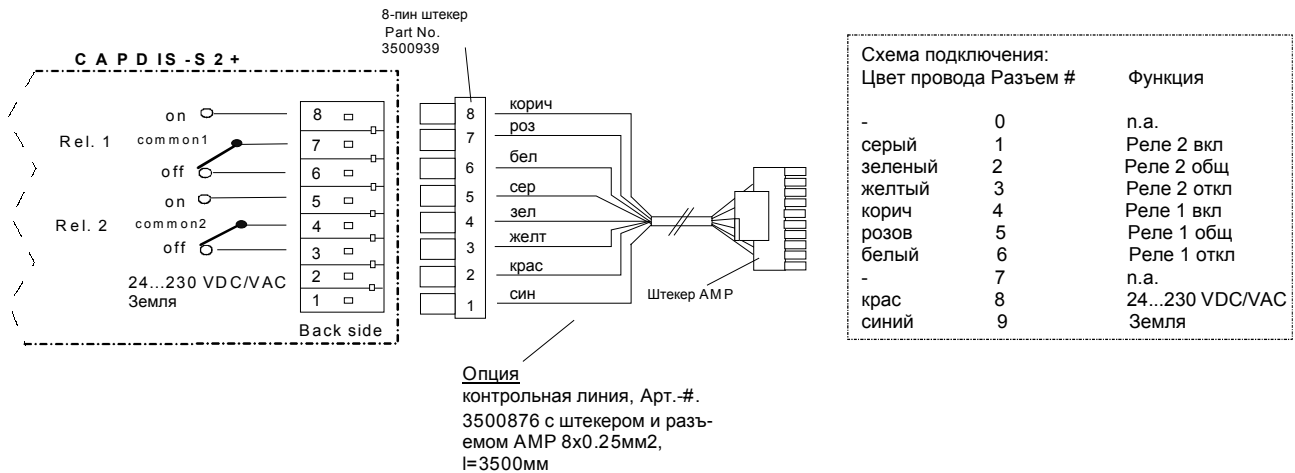 8-пин штекер
Part No.
3500939
CAPDIS-S2+
on
Rel. 1 common1
off
on
Rel. 2 common2
off
24...230 VDC/VAC
Земля
8
7
6
5
4
3
2
1
Back side
8
7
6
5
4
3
2
1
корич
роз
бел
сер
зел
желт
крас
син
Штекер AMP
Опция
контрольная линия, Арт.-#.
3500876 с штекером и разъ-
емом AMP 8x0.25мм2,
l=3500мм
Схема подключения:
Цвет провода Разъем # Функция
- 0 n.a.
серый 1 Реле 2 вкл
зеленый 2 Реле 2 общ
желтый 3 Реле 2 откл
корич 4 Реле 1 вкл
розов 5 Реле 1 общ
белый 6 Реле 1 откл
- 7 n.a.
крас 8 24...230 VDC/VAC
синий 9 Земля